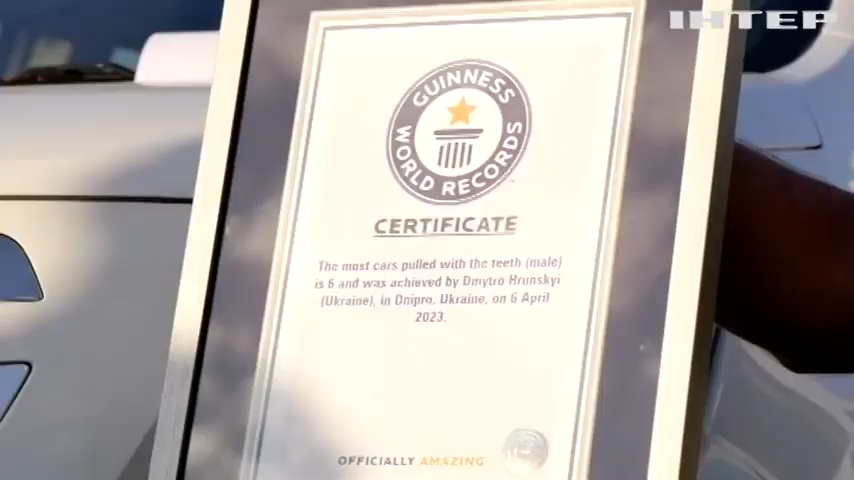 ІНТЕР
GUINNESS
WORLD RECORDS
CERTIFICATE
The most cars pulled with the teeth (male)
is 6 and was achieved by Dmytro Hrunskyi
(Ukraine), in Dnipro, Ukraine, on 6 April
2023.
OFFICIALLY AMAZING